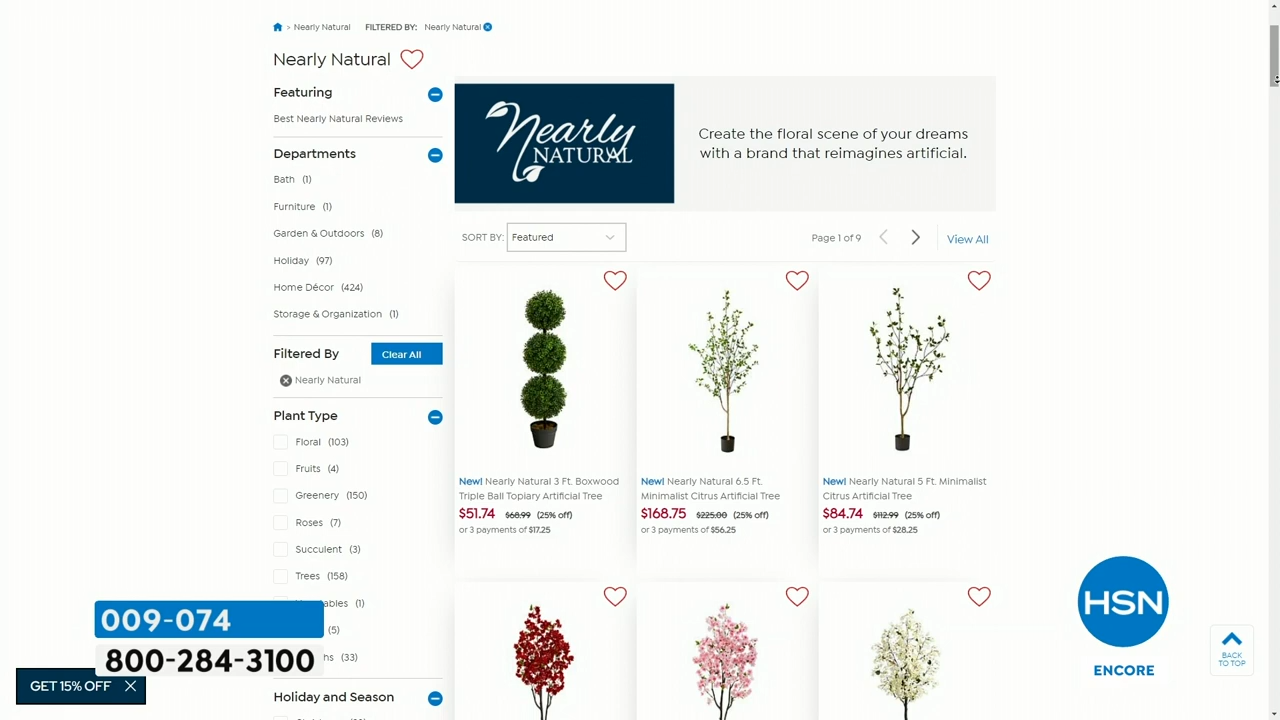 > Nearly Natural FILTERED BY: Nearly Natural
Nearly Natural
Featuring
Best Nearly Natural Reviews
Departments
Bath (1)
Furniture (1)
Garden & Outdoors (8)
Holiday (97)
Home Décor (424)
Storage & Organization (1)
Filtered By Clear All
Nearly Natural
Plant Type
Floral (103)
Fruits (4)
Greenery (150)
Roses (7)
Succulent (3)
Trees (158)
(1)
(5)
(33)
Holiday and Season
Nearly
NATURAL
Create the floral scene of your dreams
with a brand that reimagines artificial.
SORT BY: Featured
Page 1 of 9
View All
New! Nearly Natural 3 Ft. Boxwood
Triple Ball Topiary Artificial Tree
$51.74 $68.99 (25% off)
or 3 payments of $17.25
New! Nearly Natural 6.5 Ft.
Minimalist Citrus Artificial Tree
$168.75 $225.00 (25% off)
or 3 payments of $56.25
New! Nearly Natural 5 Ft. Minimalist
Citrus Artificial Tree
$84.74 $112.99 (25% off)
or 3 payments of $28.25
009-074
800-284-3100
GET 15% OFF
HSN
ENCORE
BACK
TO TOP